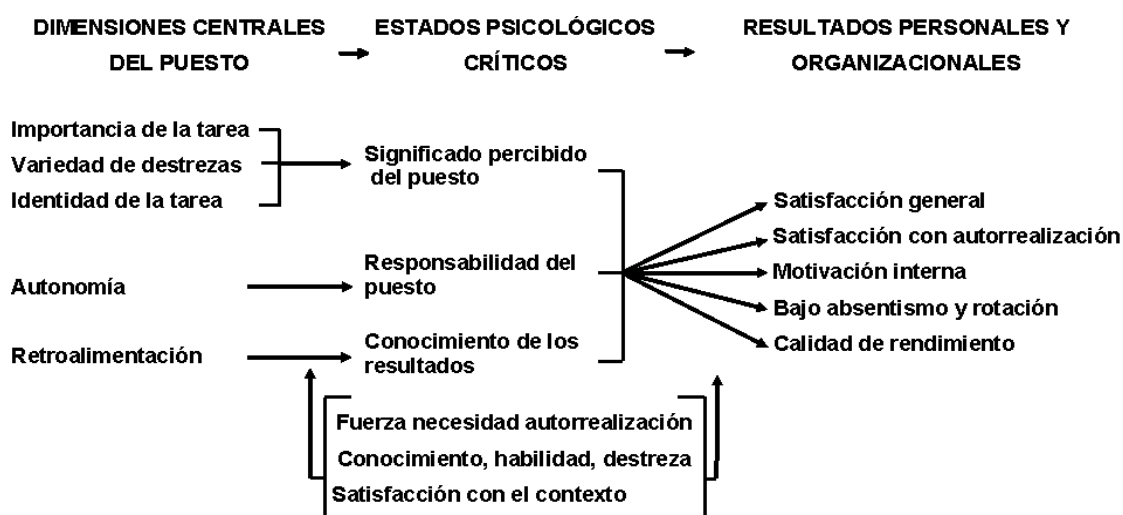 DIMENSIONES CENTRALES
DEL PUESTO
ESTADOS PSICOLÓGICOS
CRÍTICOS
RESULTADOS PERSONALES Y
ORGANIZACIONALES
Importancia de la tarea
Variedad de destrezas
Identidad de la tarea
Autonomía
Retroalimentación
Significado percibido
del puesto
Responsabilidad del
puesto
Conocimiento de los
resultados
Satisfacción general
Satisfacción con autorrealización
Motivación interna
Bajo absentismo y rotación
Calidad de rendimiento
Fuerza necesidad autorrealización
Conocimiento, habilidad, destreza
Satisfacción con el contexto